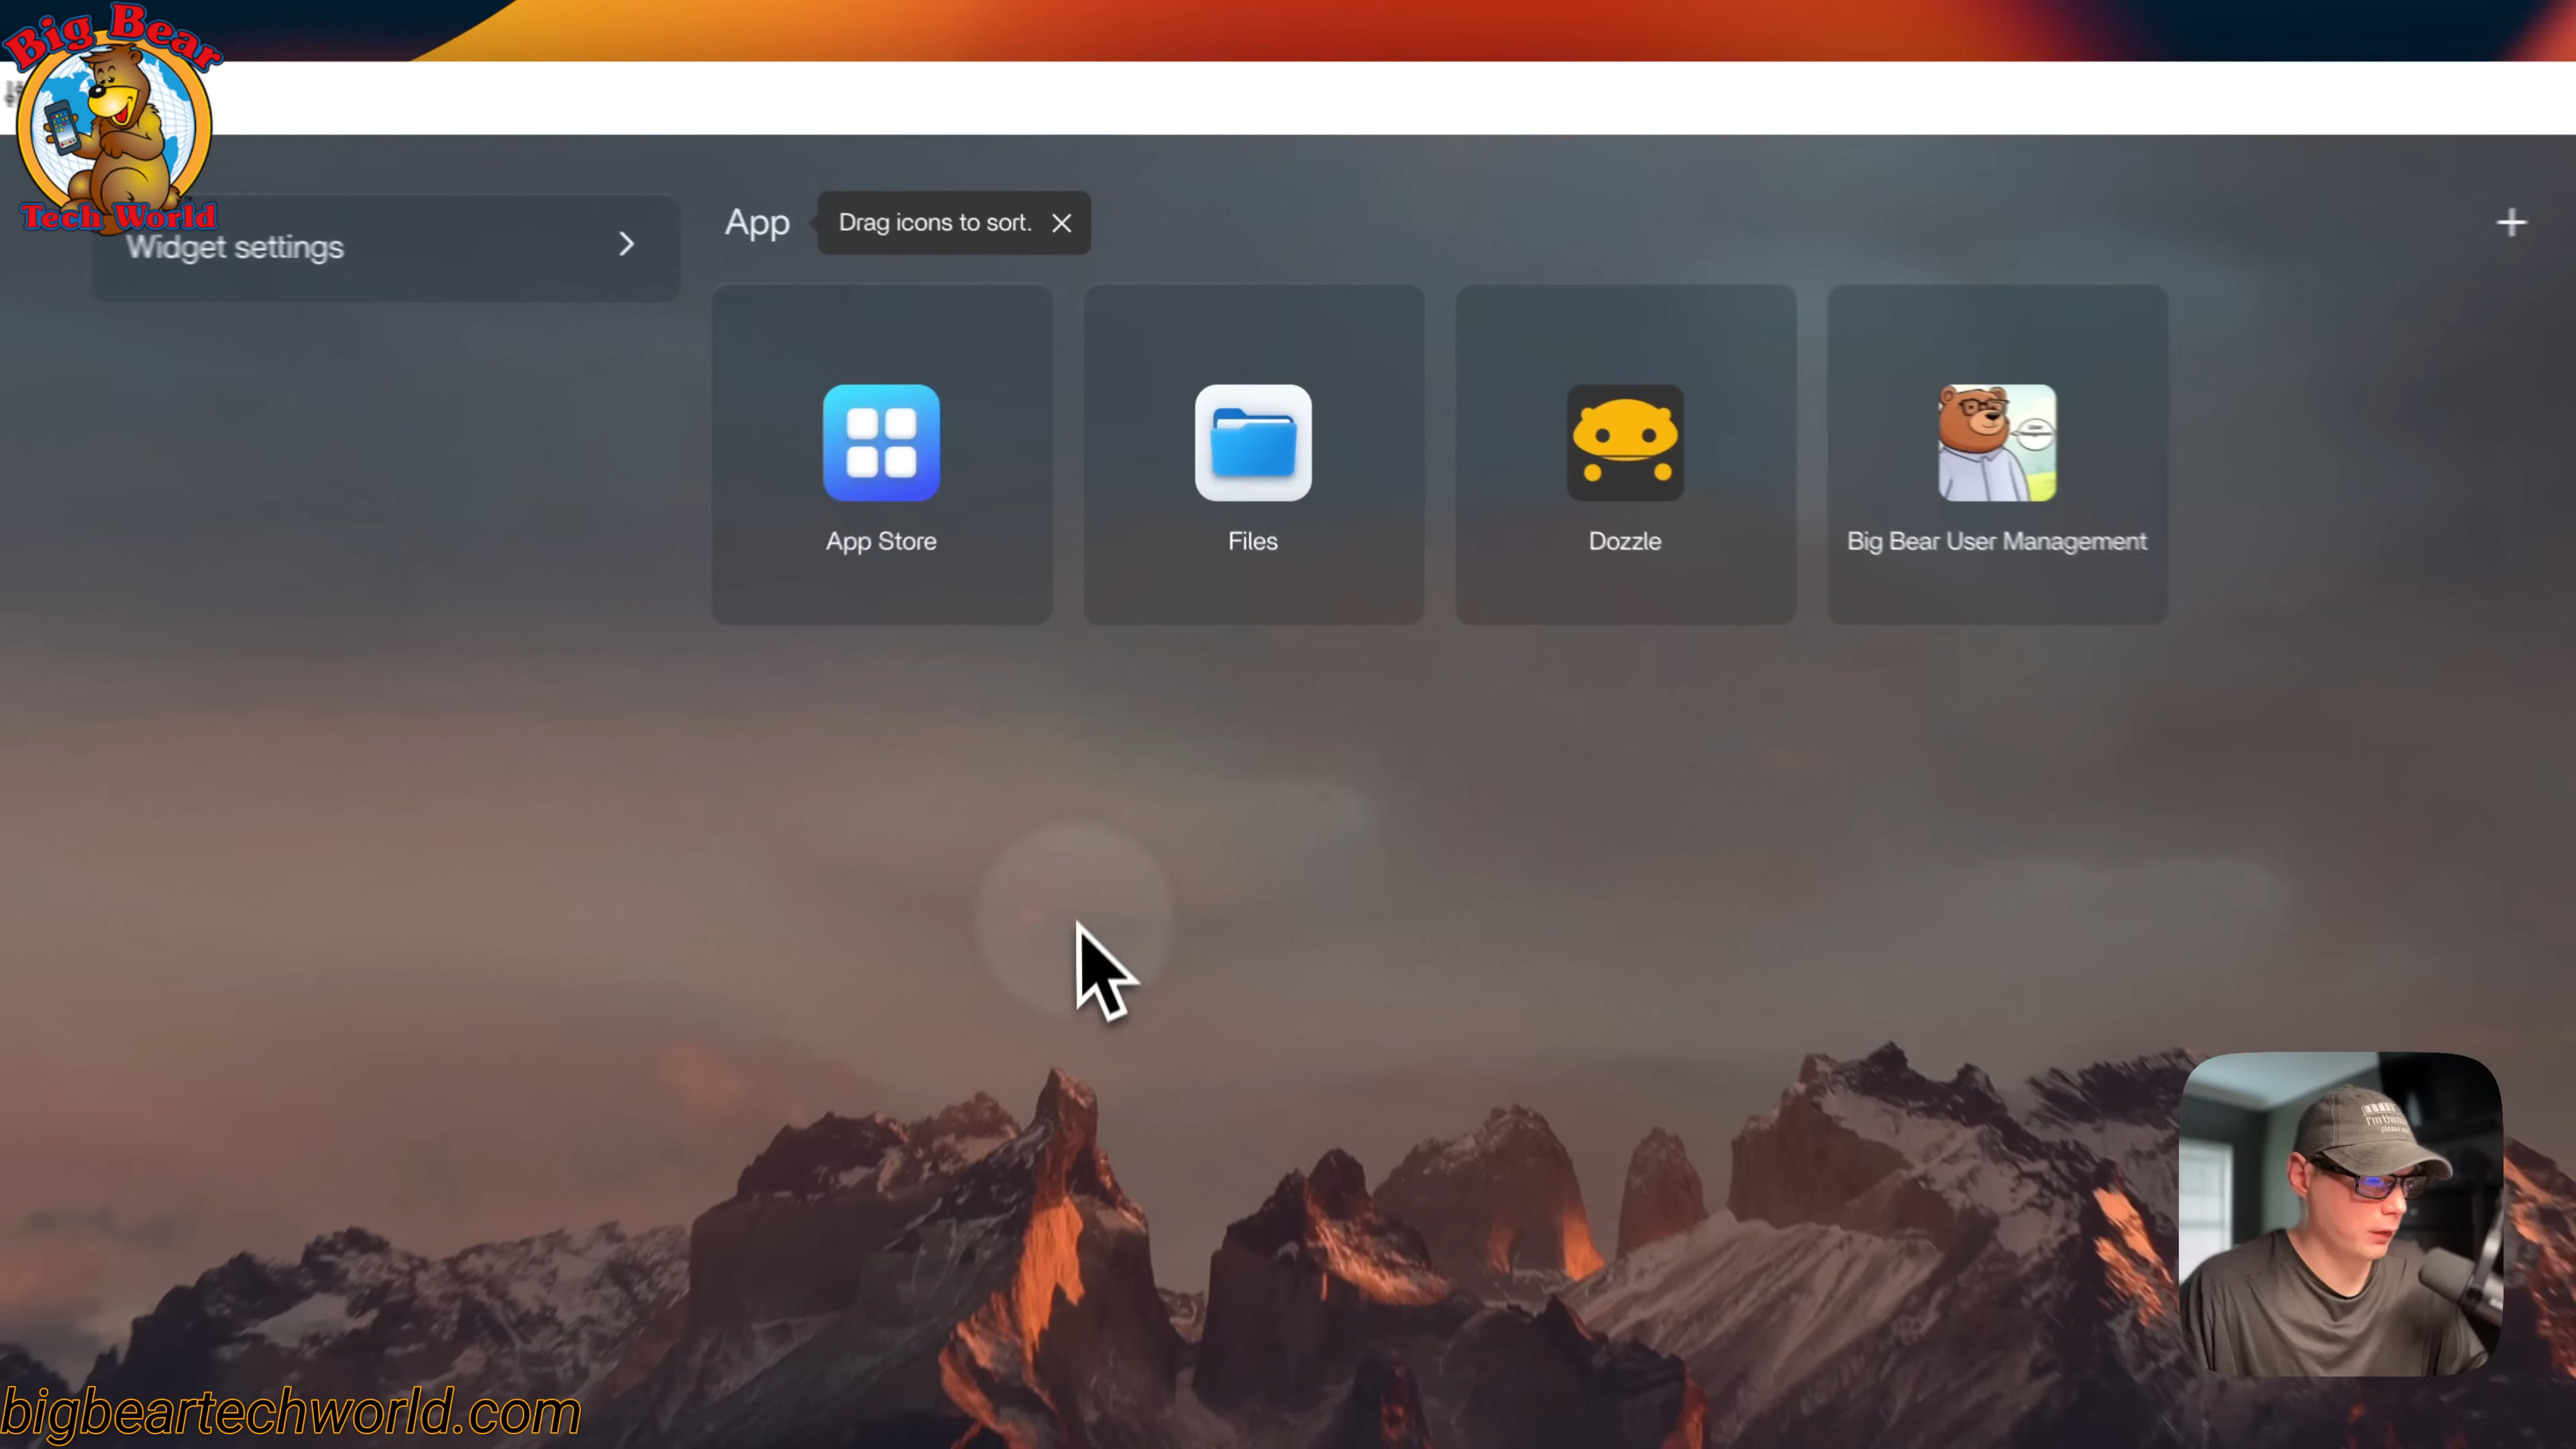 Big Bear
Tech World
Widget settings
App
Drag icons to sort.
App Store
Files
Dozzle
Big Bear User Management
bigbeartechworld.com